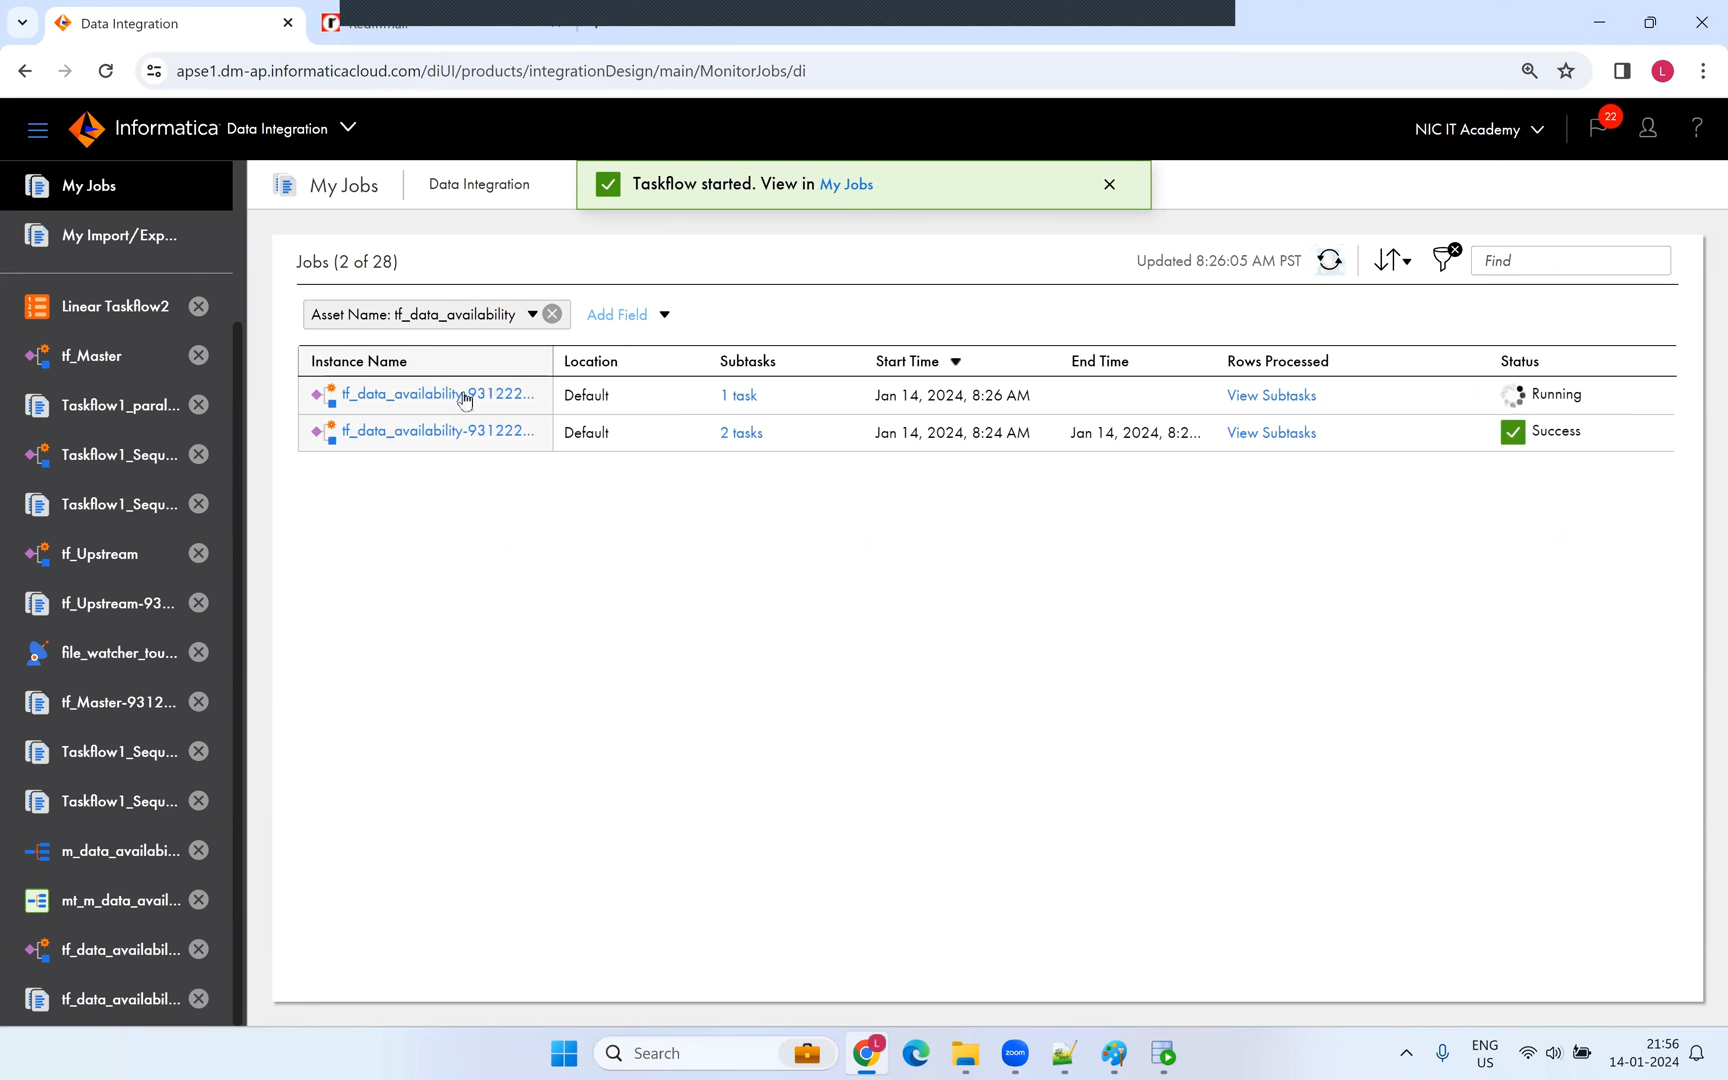 Data Integration
apse1.dm-ap.informaticacloud.com/diUI/products/integrationDesign/main/MonitorJobs/di
L
Informatica Data Integration
NIC IT Academy
22
?
My Jobs
My Jobs
Data Integration
Taskflow started. View in My Jobs
My Import/Exp...
Linear Taskflow2
tf_Master
Taskflow1_paral...
Taskflow1_Sequ...
Taskflow1_Sequ...
tf_Upstream
tf_Upstream-93...
file_watcher_tou...
tf_Master-9312...
Taskflow1_Sequ...
Taskflow1_Sequ...
m_data_availabi...
mt_m_data_avail...
tf_data_availabil...
tf_data_availabil...
Jobs (2 of 28)
Updated 8:26:05 AM PST
Find
Asset Name: tf_data_availability
Add Field
Instance Name Location Subtasks Start Time End Time Rows Processed Status
tf_data_availability-931222... Default 1 task Jan 14, 2024, 8:26 AM View Subtasks Running
tf_data_availability-931222... Default 2 tasks Jan 14, 2024, 8:24 AM Jan 14, 2024, 8:2... View Subtasks Success
Search
L
zoom
ENG
US
21:56
14-01-2024